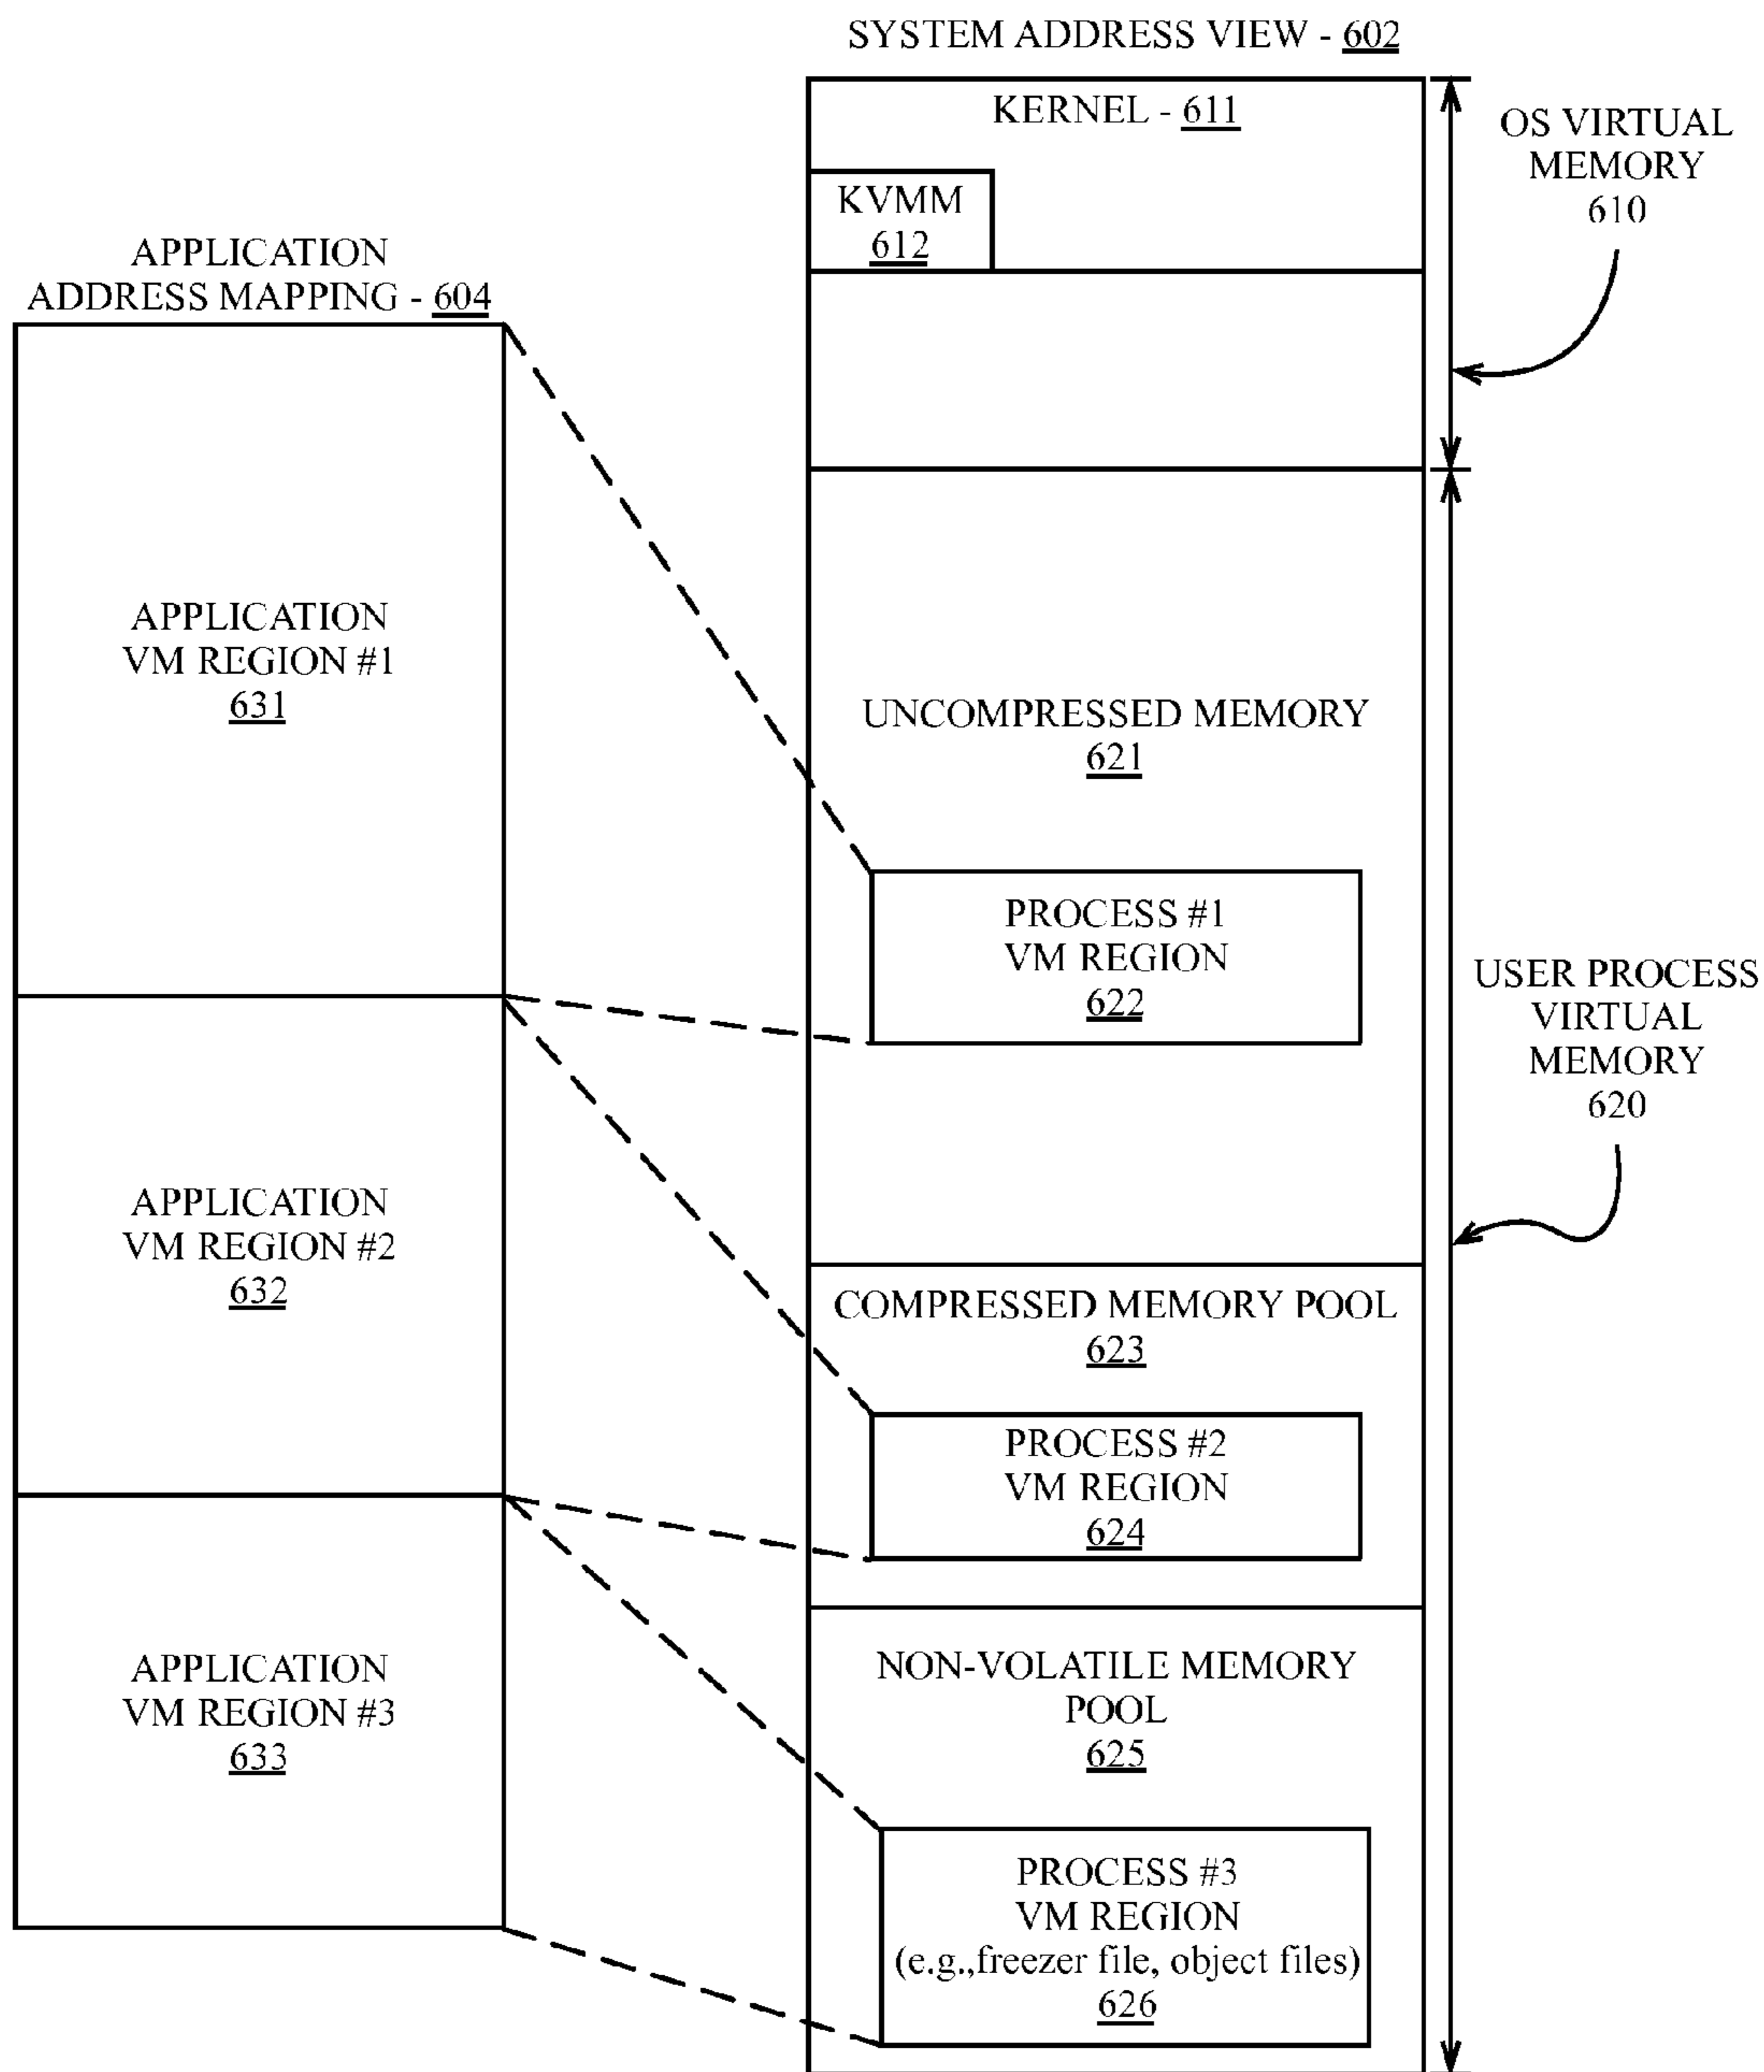 SYSTEM ADDRESS VIEW - 602
KERNEL - 611
KVMM
612
OS VIRTUAL
MEMORY
610
APPLICATION
ADDRESS MAPPING - 604
APPLICATION
VM REGION #1
631
UNCOMPRESSED MEMORY
621
PROCESS #1
VM REGION
622
USER PROCESS
VIRTUAL
MEMORY
620
APPLICATION
VM REGION #2
632
COMPRESSED MEMORY POOL
623
PROCESS #2
VM REGION
624
APPLICATION
VM REGION #3
633
NON-VOLATILE MEMORY
POOL
625
PROCESS #3
VM REGION
(e.g.,freezer file, object files)
626